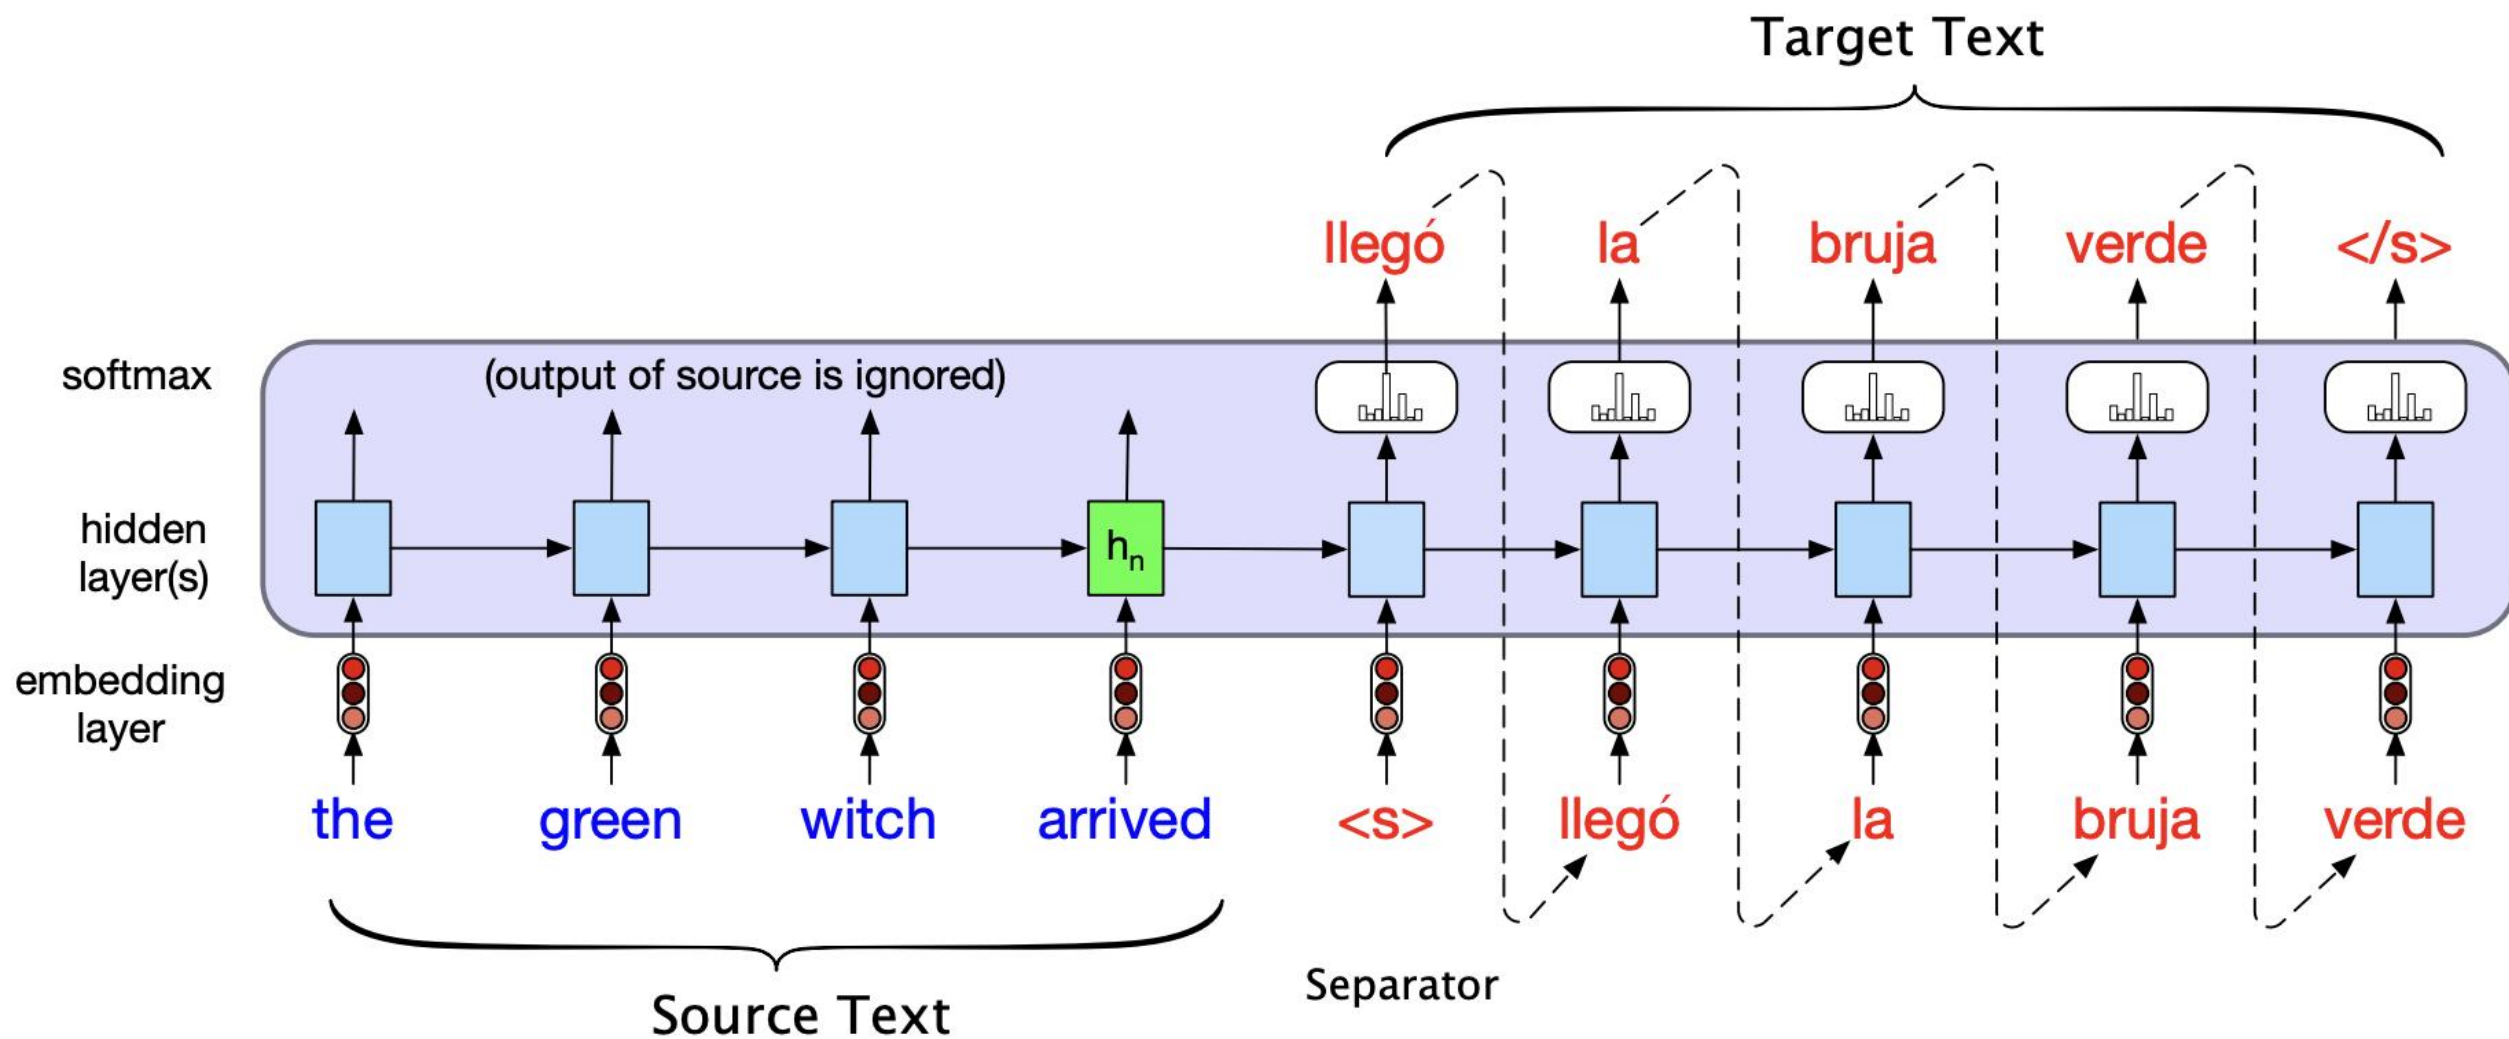 Target Text
llegó la bruja verde </s>
softmax (output of source is ignored)
hidden
layer(s)
hn
embedding
layer
the green witch arrived <s> llegó la bruja verde
Separator
Source Text